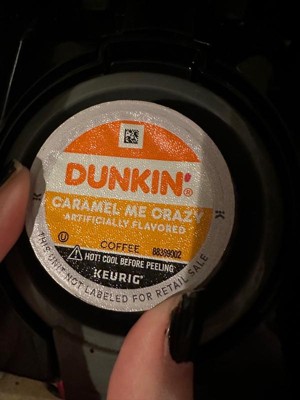 DUNKIN'®
CARAMEL ME CRAZY
ARTIFICIALLY FLAVORED
COFFEE
U
HOT! COOL BEFORE PEELING
KEURIG®
THIS UNIT NOT LABELED FOR RETAIL SALE
K
K